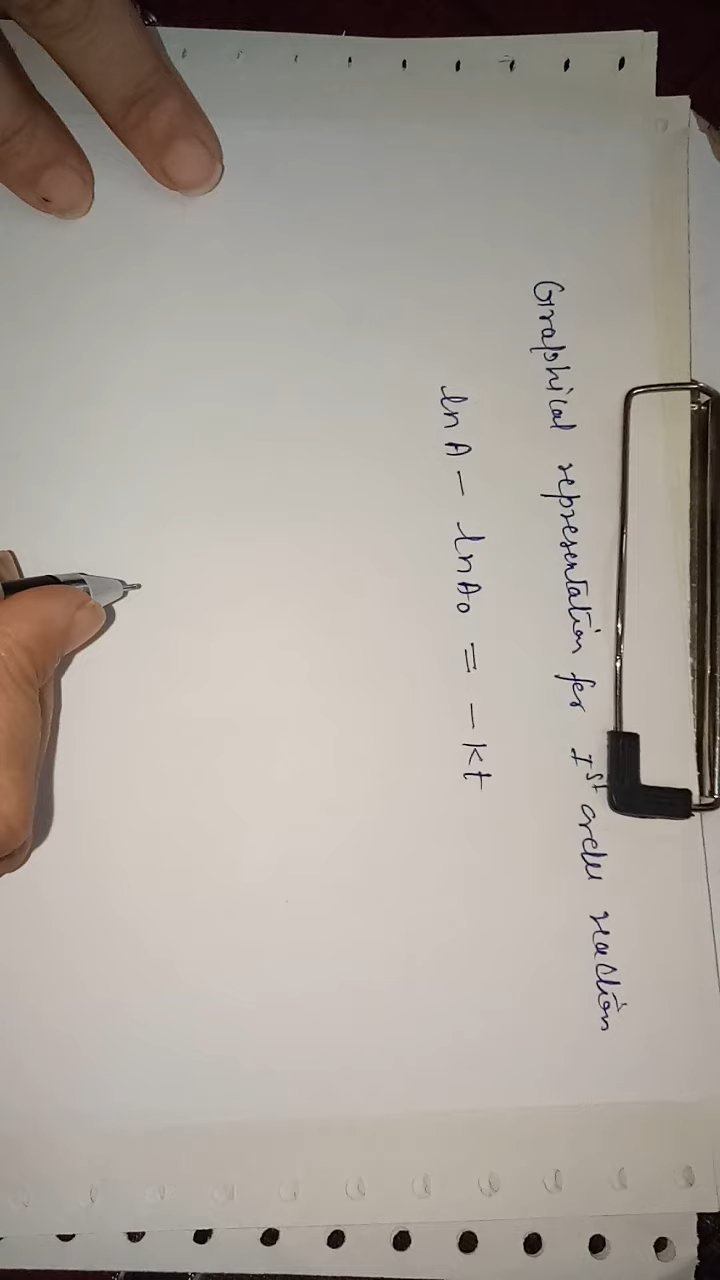 Graphical representation for Ist order reaction
ln A - ln A0 = - kt